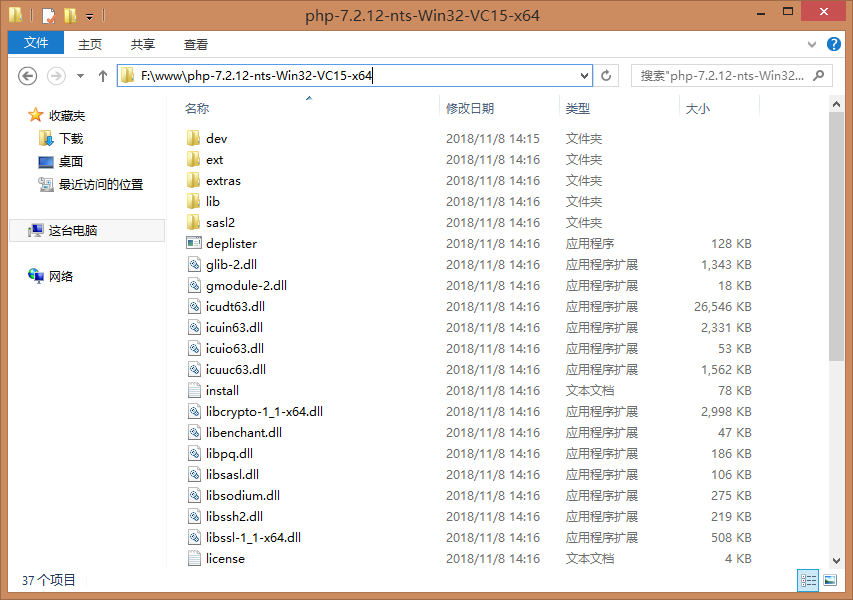 php-7.2.12-nts-Win32-VC15-x64
文件 主页 共享 查看
F:\www\php-7.2.12-nts-Win32-VC15-x64 搜索"php-7.2.12-nts-Win32...
收藏夹
下载
桌面
最近访问的位置
这台电脑
网络
名称 修改日期 类型 大小
dev 2018/11/8 14:15 文件夹
ext 2018/11/8 14:16 文件夹
extras 2018/11/8 14:16 文件夹
lib 2018/11/8 14:16 文件夹
sasl2 2018/11/8 14:16 文件夹
deplister 2018/11/8 14:16 应用程序 128 KB
glib-2.dll 2018/11/8 14:16 应用程序扩展 1,343 KB
gmodule-2.dll 2018/11/8 14:16 应用程序扩展 18 KB
icudt63.dll 2018/11/8 14:16 应用程序扩展 26,546 KB
icuin63.dll 2018/11/8 14:16 应用程序扩展 2,331 KB
icuio63.dll 2018/11/8 14:16 应用程序扩展 53 KB
icuuc63.dll 2018/11/8 14:16 应用程序扩展 1,562 KB
install 2018/11/8 14:16 文本文档 78 KB
libcrypto-1_1-x64.dll 2018/11/8 14:16 应用程序扩展 2,998 KB
libenchant.dll 2018/11/8 14:16 应用程序扩展 47 KB
libpq.dll 2018/11/8 14:16 应用程序扩展 186 KB
libsasl.dll 2018/11/8 14:16 应用程序扩展 106 KB
libsodium.dll 2018/11/8 14:16 应用程序扩展 275 KB
libssh2.dll 2018/11/8 14:16 应用程序扩展 219 KB
libssl-1_1-x64.dll 2018/11/8 14:16 应用程序扩展 508 KB
license 2018/11/8 14:16 文本文档 4 KB
37 个项目